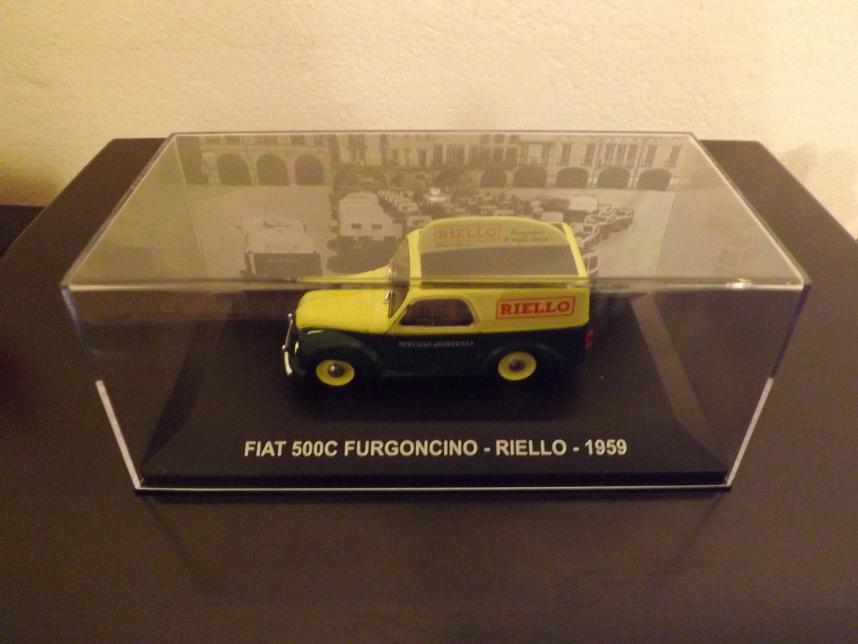 RIELLO
RIELLO
SERVIZIO ASSISTENZA
FIAT 500C FURGONCINO - RIELLO - 1959